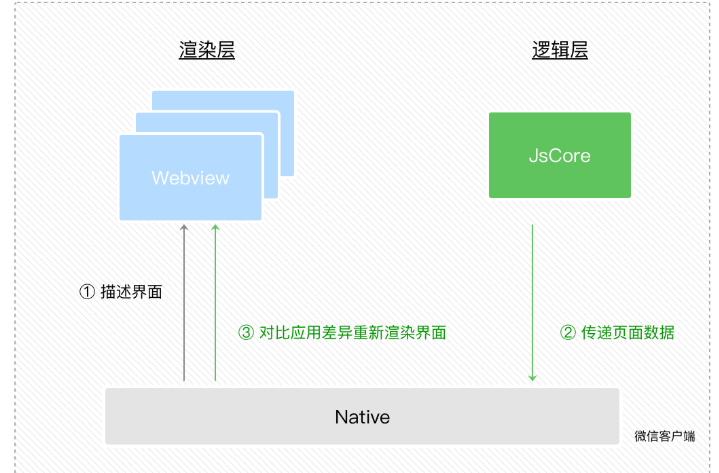 渲染层
逻辑层
Webview
JsCore
① 描述界面
③ 对比应用差异重新渲染界面
② 传递页面数据
Native
微信客户端